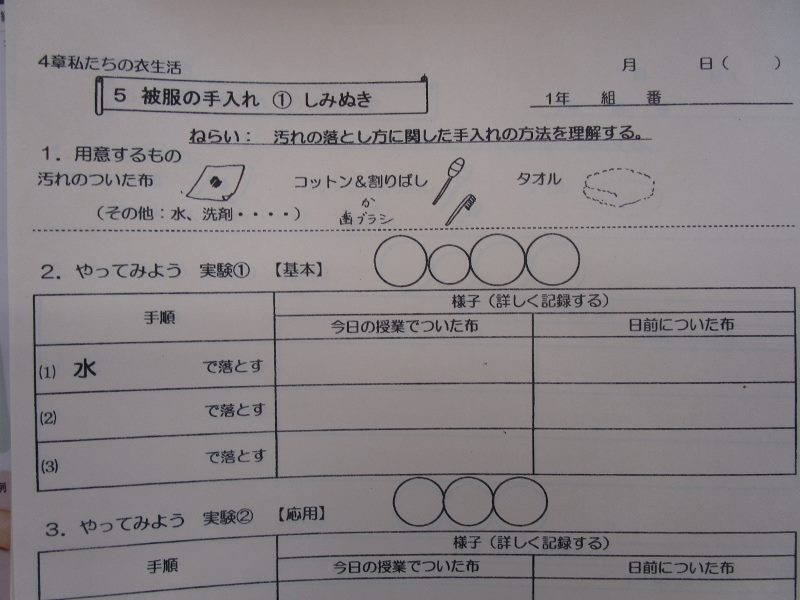 4章私たちの衣生活
月 日( )
5 被服の手入れ ① しみぬき
1年 組 番
ねらい: 汚れの落とし方に関した手入れの方法を理解する。
1. 用意するもの
汚れのついた布 コットン&割りばし タオル
か
(その他:水、洗剤・・・・) 歯ブラシ
2. やってみよう 実験① 【基本】
手順 様子(詳しく記録する)
今日の授業でついた布 日前についた布
(1) 水 で落とす
(2) で落とす
(3) で落とす
3. やってみよう 実験② 【応用】
手順 様子(詳しく記録する)
今日の授業でついた布 日前についた布